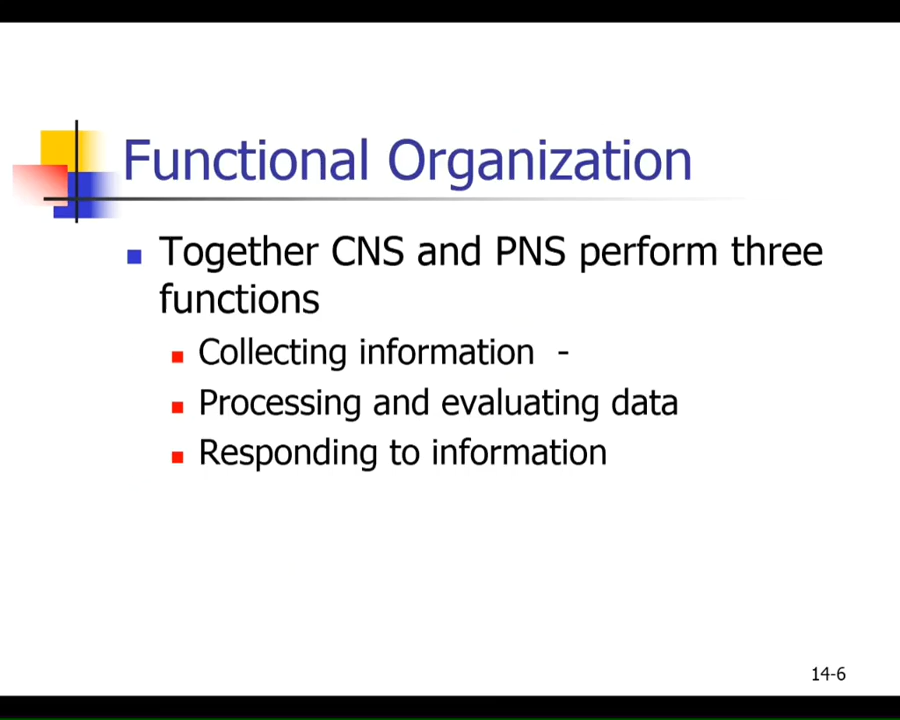 Functional Organization
Together CNS and PNS perform three
functions
Collecting information -
Processing and evaluating data
Responding to information
14-6